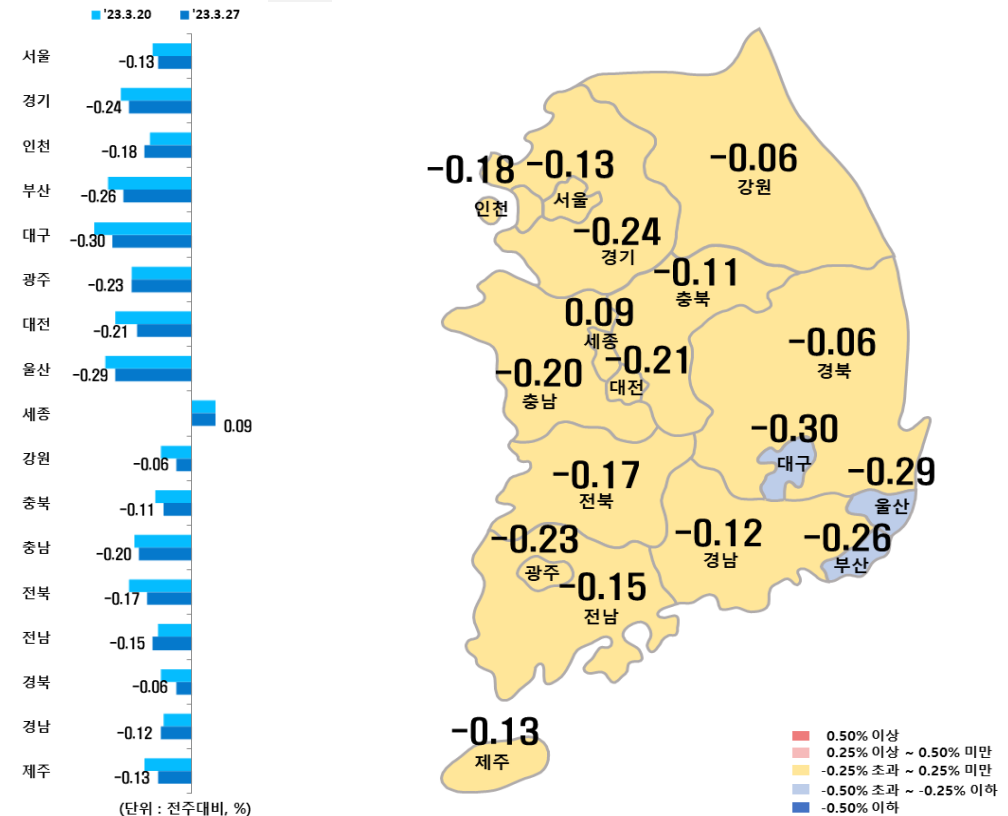 '23.3.20 '23.3.27
서울 -0.13
경기 -0.24
인천 -0.18
부산 -0.26
대구 -0.30
광주 -0.23
대전 -0.21
울산 -0.29
세종 0.09
강원 -0.06
충북 -0.11
충남 -0.20
전북 -0.17
전남 -0.15
경북 -0.06
경남 -0.12
제주 -0.13
(단위 : 전주대비, %)
-0.18
인천
-0.13
서울
-0.06
강원
-0.24
경기
-0.11
충북
0.09
세종
-0.06
경북
-0.21
대전
-0.20
충남
-0.30
대구
-0.29
울산
-0.17
전북
-0.26
부산
-0.12
경남
-0.23
광주
-0.15
전남
-0.13
제주
0.50% 이상
0.25% 이상 ~ 0.50% 미만
-0.25% 초과 ~ 0.25% 미만
-0.50% 초과 ~ -0.25% 이하
-0.50% 이하